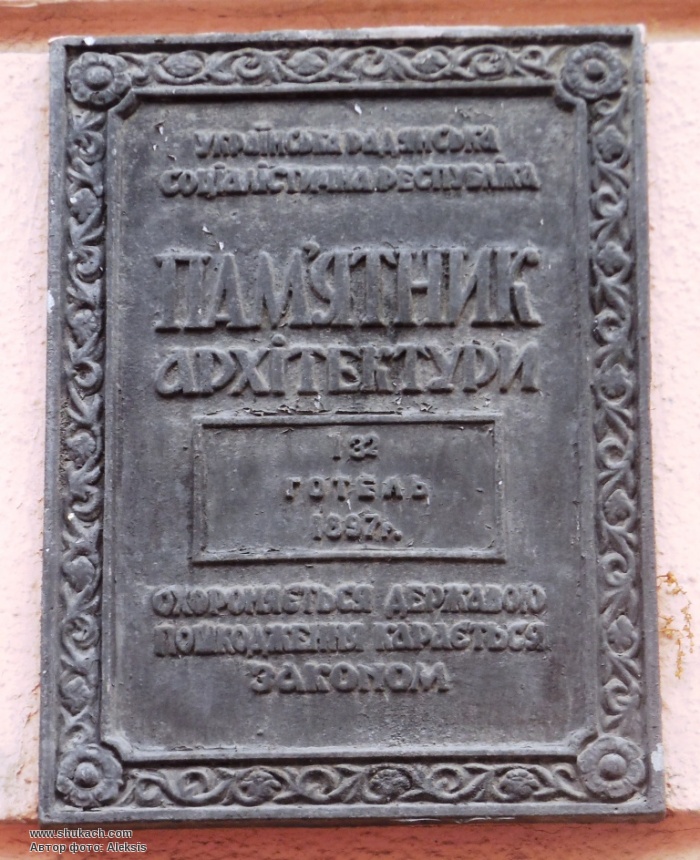 УКРАЇНСЬКА РАДЯНСЬКА
СОЦІАЛІСТИЧНА РЕСПУБЛІКА
ПАМ'ЯТНИК
АРХІТЕКТУРИ
132
ГОТЕЛЬ
1897р.
ОХОРОНЯЄТЬСЯ ДЕРЖАВОЮ
ПОШКОДЖЕННЯ КАРАЄТЬСЯ
ЗАКОНОМ
www.shukach.com
Автор фото: Aleksis